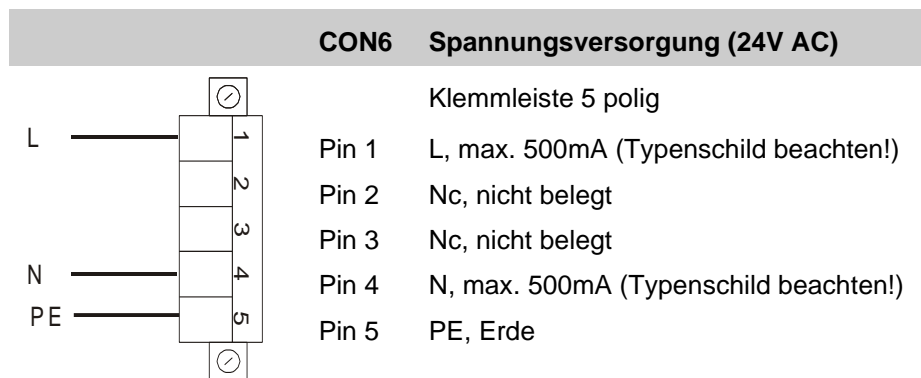 CON6 Spannungsversorgung (24V AC)
Klemmleiste 5 polig
L
1
Pin 1 L, max. 500mA (Typenschild beachten!)
2
Pin 2 Nc, nicht belegt
3
Pin 3 Nc, nicht belegt
N
4
Pin 4 N, max. 500mA (Typenschild beachten!)
PE
5
Pin 5 PE, Erde